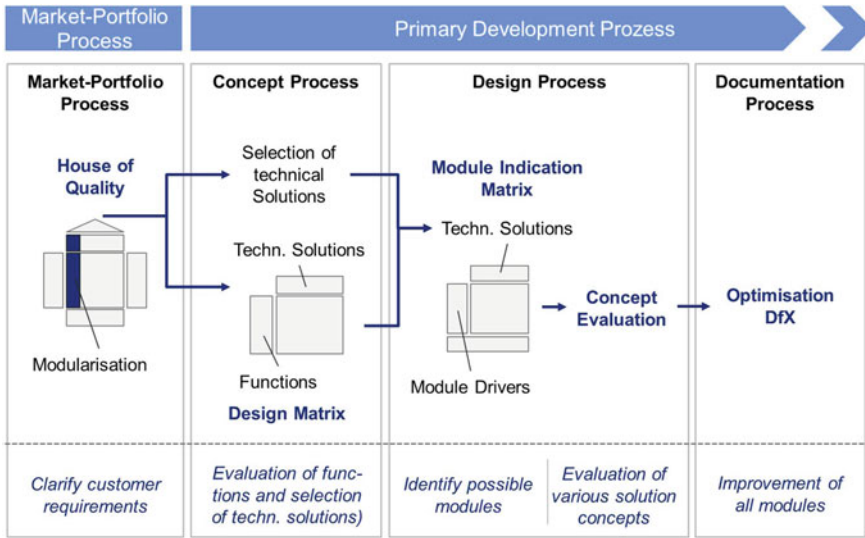 Market-Portfolio
Process
Primary Development Prozess
Market-Portfolio
Process
House of
Quality
Modularisation
Clarify customer
requirements
Concept Process
Selection of
technical
Solutions
Techn. Solutions
Functions
Design Matrix
Evaluation of func-
tions and selection
of techn. solutions)
Design Process
Module Indication
Matrix
Techn. Solutions
Module Drivers
Concept
Evaluation
Identify possible
modules
Evaluation of
various solution
concepts
Documentation
Process
Optimisation
DfX
Improvement of
all modules